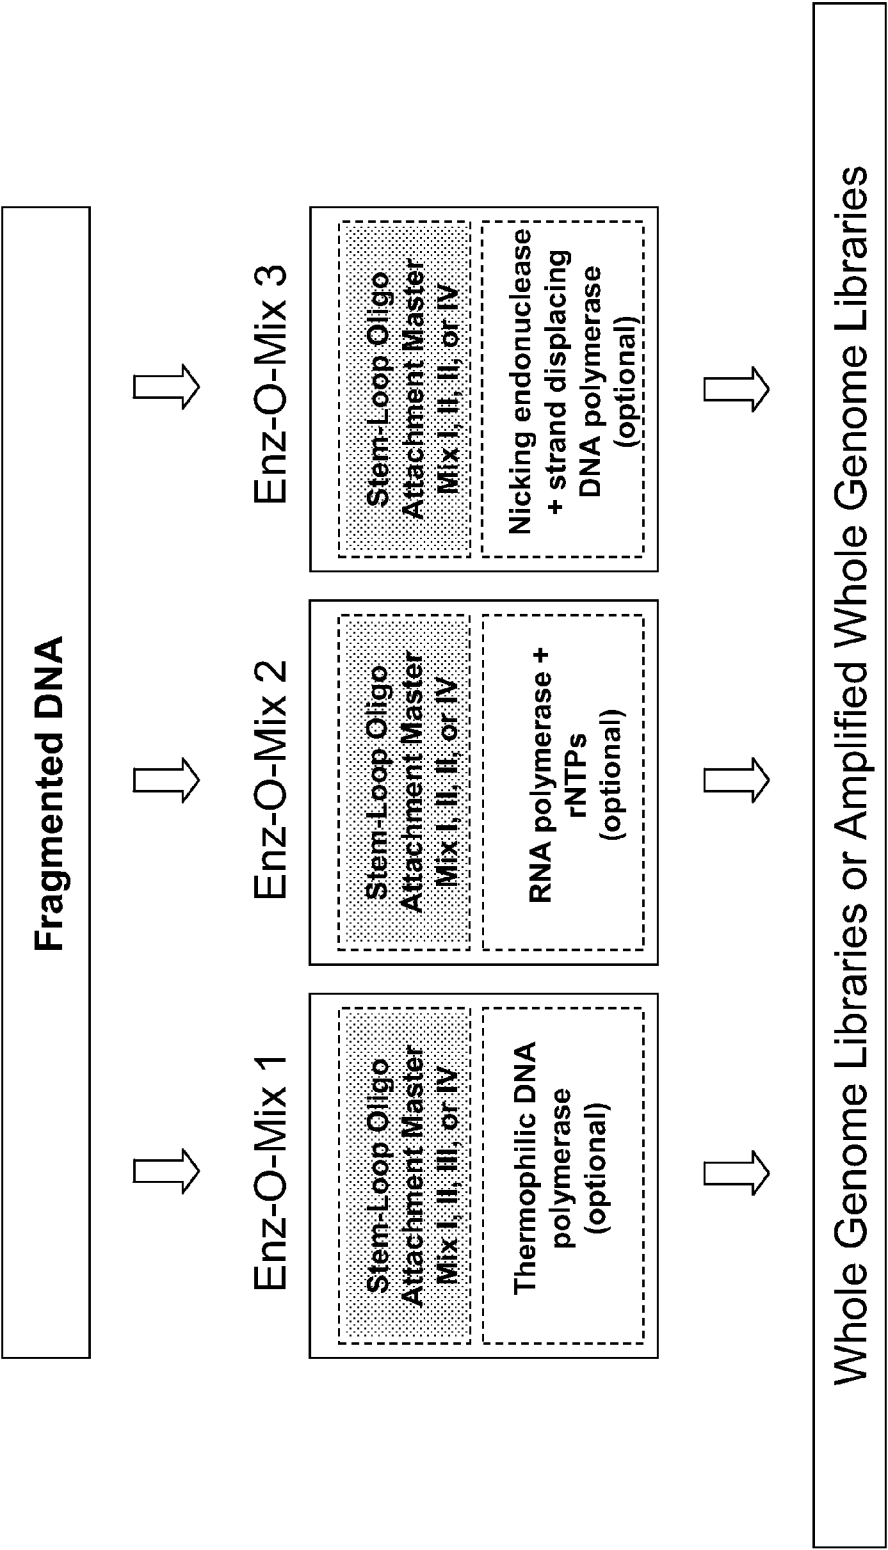 Fragmented DNA
Enz-O-Mix 1
Stem-Loop Oligo
Attachment Master
Mix I, II, III, or IV
Thermophilic DNA
polymerase
(optional)
Enz-O-Mix 2
Stem-Loop Oligo
Attachment Master
Mix I, II, II, or IV
RNA polymerase +
rNTPs
(optional)
Enz-O-Mix 3
Stem-Loop Oligo
Attachment Master
Mix I, II, II, or IV
Nicking endonuclease
+ strand displacing
DNA polymerase
(optional)
Whole Genome Libraries or Amplified Whole Genome Libraries